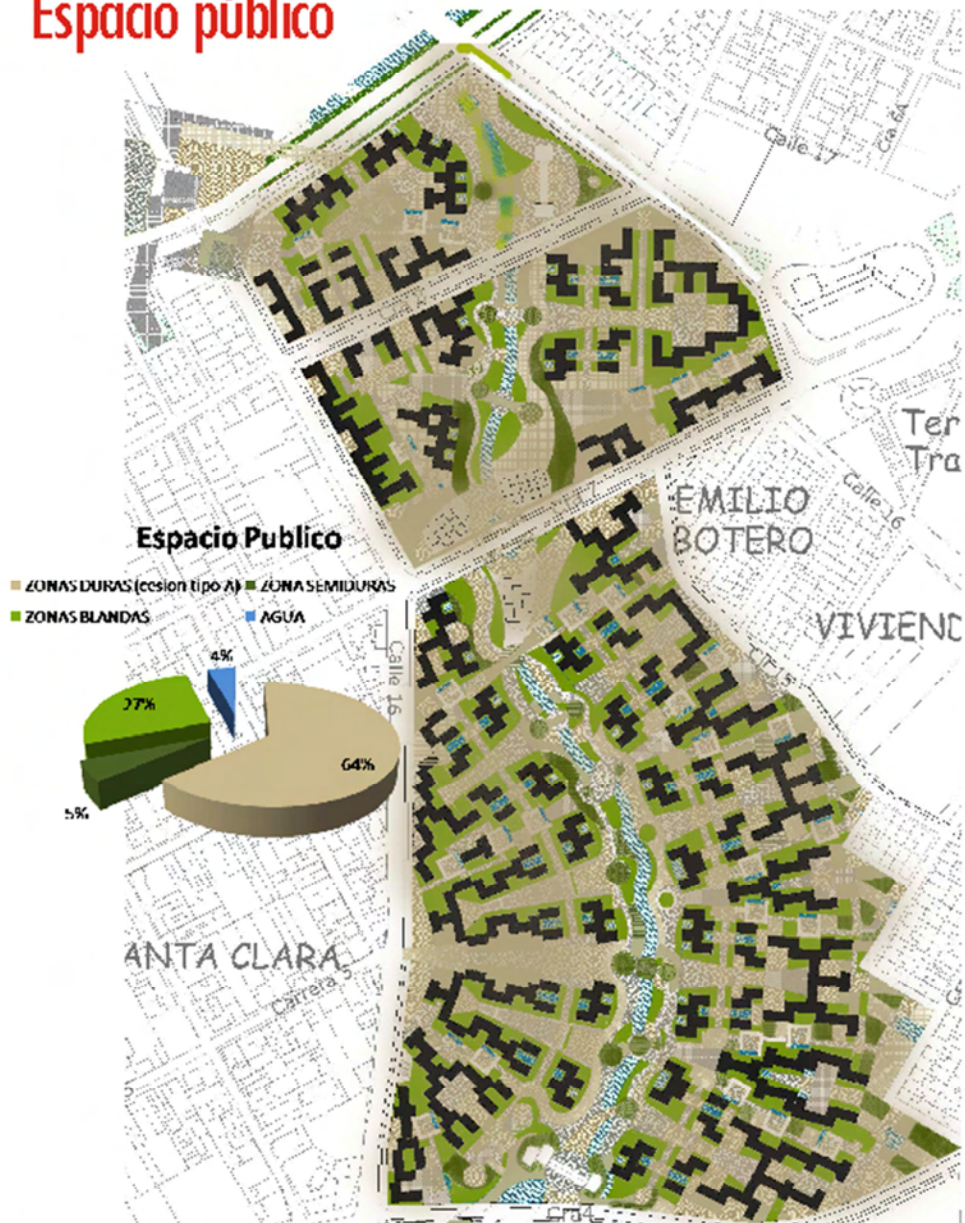 Espacio público
Calle 17
Cra 6A
Ter
Tra
Calle 16
EMILIO
BOTERO
Espacio Publico
ZONAS DURAS (cesion tipo A) ZONA SEMIDURAS
ZONAS BLANDAS AGUA
VIVIEND
4%
27%
64%
5%
Calle 16
ANTA CLARA
Carrera 5
Cra4